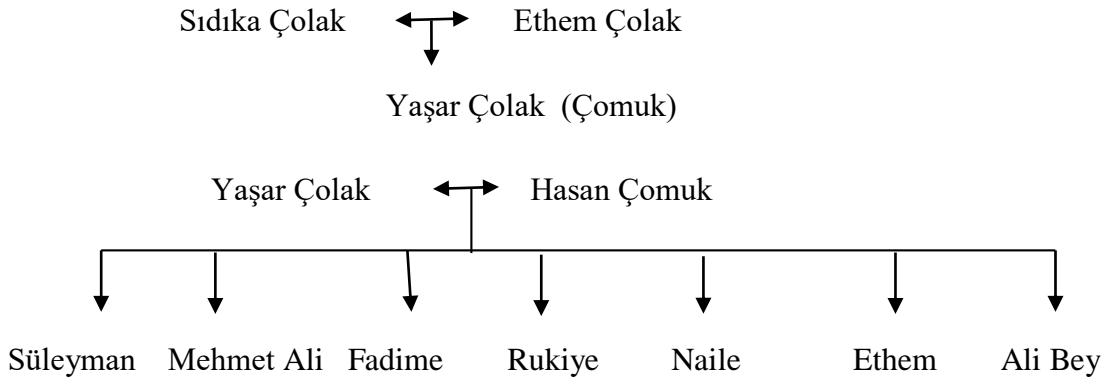 Sıdıka Çolak Ethem Çolak
Yaşar Çolak (Çomuk)
Yaşar Çolak Hasan Çomuk
Süleyman Mehmet Ali Fadime Rukiye Naile Ethem Ali Bey